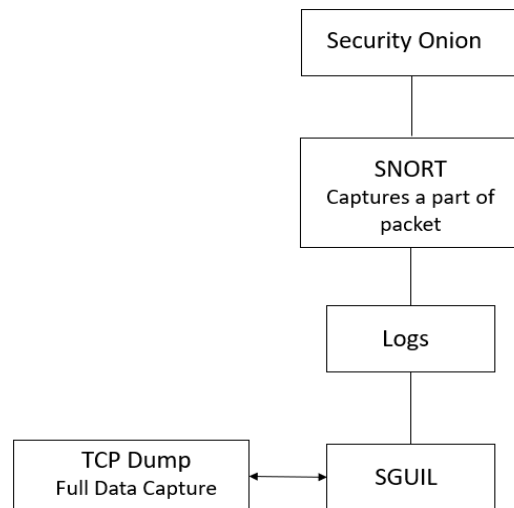 Security Onion
SNORT
Captures a part of
packet
Logs
TCP Dump
Full Data Capture
SGUIL